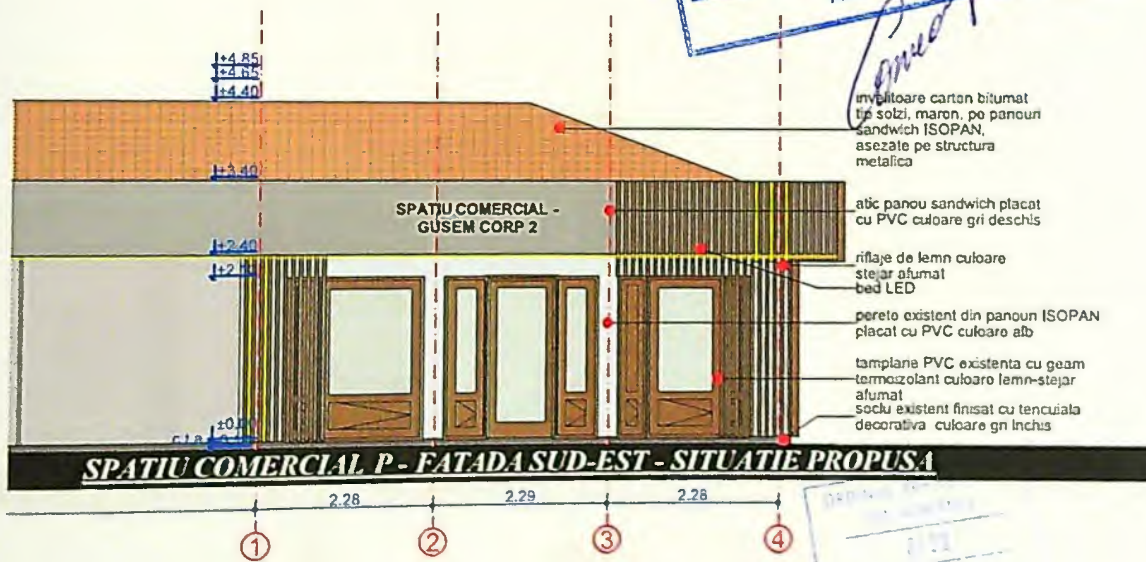 +4.85
+4.65
+4.40
invelitoare carton bitumat
tip solzi, maron, pe panouri
sandwich ISOPAN,
asezate pe structura
metalica
+3.40
SPATIU COMERCIAL -
GUSEM CORP 2
atic panou sandwich placat
cu PVC culoare gri deschis
+2.40
riflaje de lemn culoare
stejar afumat
bed LED
perete existent din panouri ISOPAN
placat cu PVC culoare alb
tamplarie PVC existenta cu geam
termoizolant culoare lemn-stejar
afumat
soclu existent finisat cu tencuiala
decorativa culoare gri inchis
SPATIU COMERCIAL P - FATADA SUD-EST - SITUATIE PROPUSA
2.28 2.29 2.28
1 2 3 4